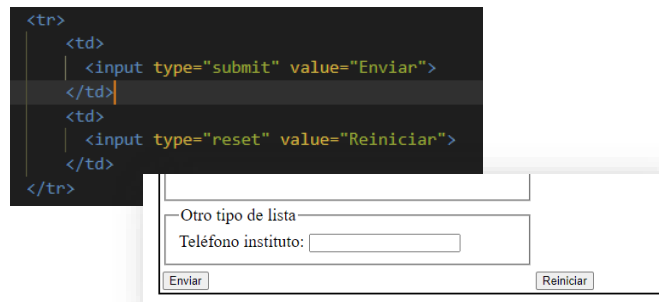 <tr>
<td>
<input type="submit" value="Enviar">
</td>
<td>
<input type="reset" value="Reiniciar">
</td>
</tr>
Otro tipo de lista
Teléfono instituto:
Enviar Reiniciar